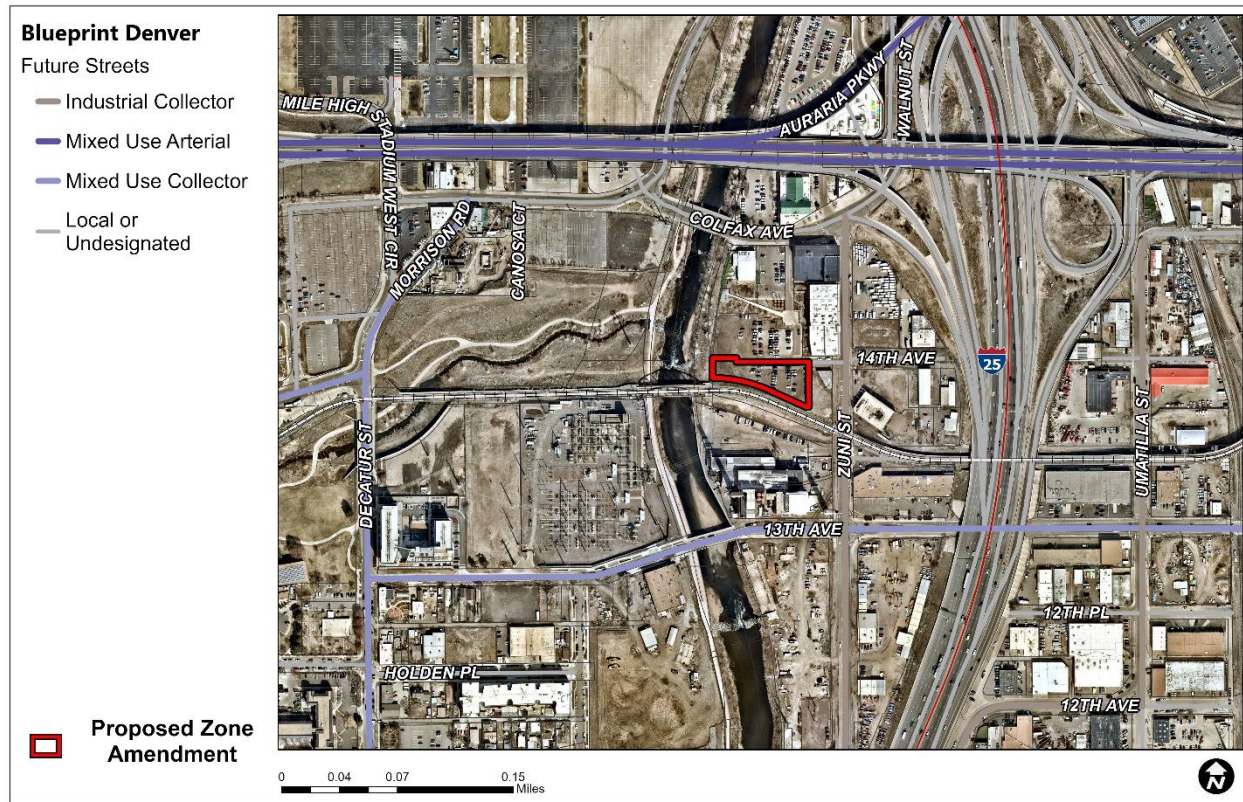 Blueprint Denver
Future Streets
Industrial Collector
Mixed Use Arterial
Mixed Use Collector
Local or
Undesignated
Proposed Zone
Amendment
MILE HIGH STADIUM WEST CIR
MORRISON RD
CANOSA CT
COLFAX AVE
AURARIA PKWY
WALNUT ST
14TH AVE
25
ZUNI ST
UMATILLA ST
DECATUR ST
13TH AVE
12TH PL
HOLDEN PL
12TH AVE
0 0.04 0.07 0.15
Miles
N